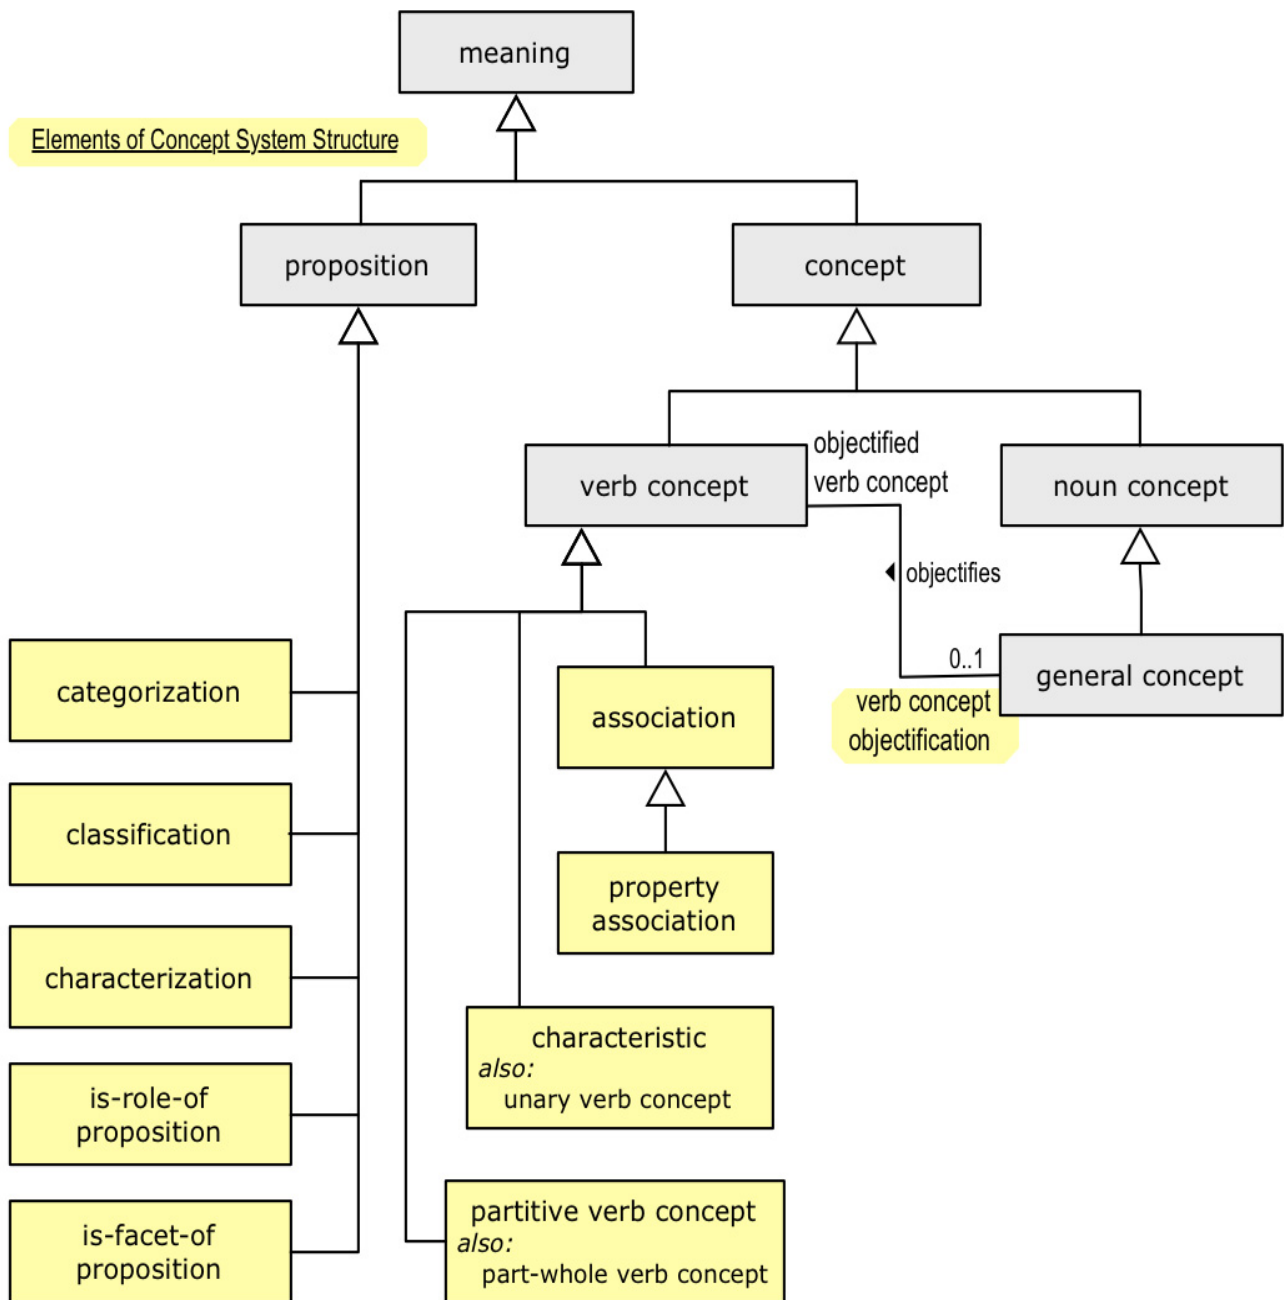 meaning
Elements of Concept System Structure
proposition
concept
verb concept
objectified
verb concept
noun concept
objectifies
0..1
general concept
verb concept
objectification
categorization
association
classification
property
association
characterization
characteristic
also:
unary verb concept
is-role-of
proposition
partitive verb concept
also:
part-whole verb concept
is-facet-of
proposition